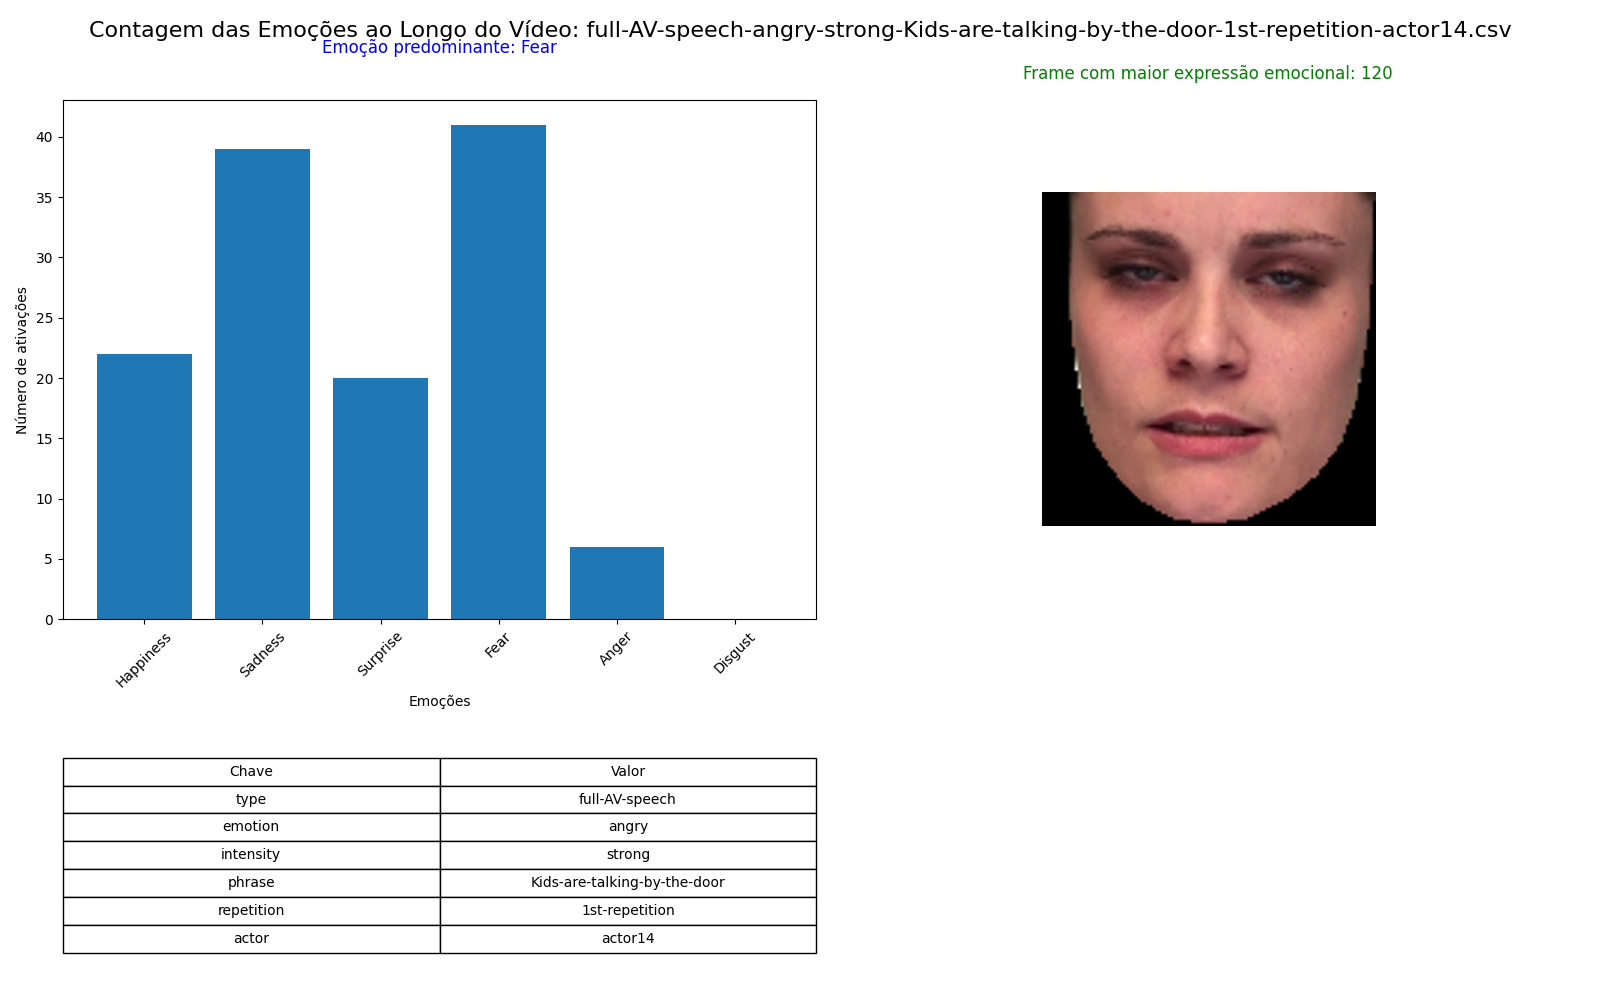 Contagem das Emoções ao Longo do Vídeo: full-AV-speech-angry-strong-Kids-are-talking-by-the-door-1st-repetition-actor14.csv
Emoção predominante: Fear
Frame com maior expressão emocional: 120
Número de ativações
40
35
30
25
20
15
10
5
0
Happiness Sadness Surprise Fear Anger Disgust
Emoções
Chave Valor
type full-AV-speech
emotion angry
intensity strong
phrase Kids-are-talking-by-the-door
repetition 1st-repetition
actor actor14